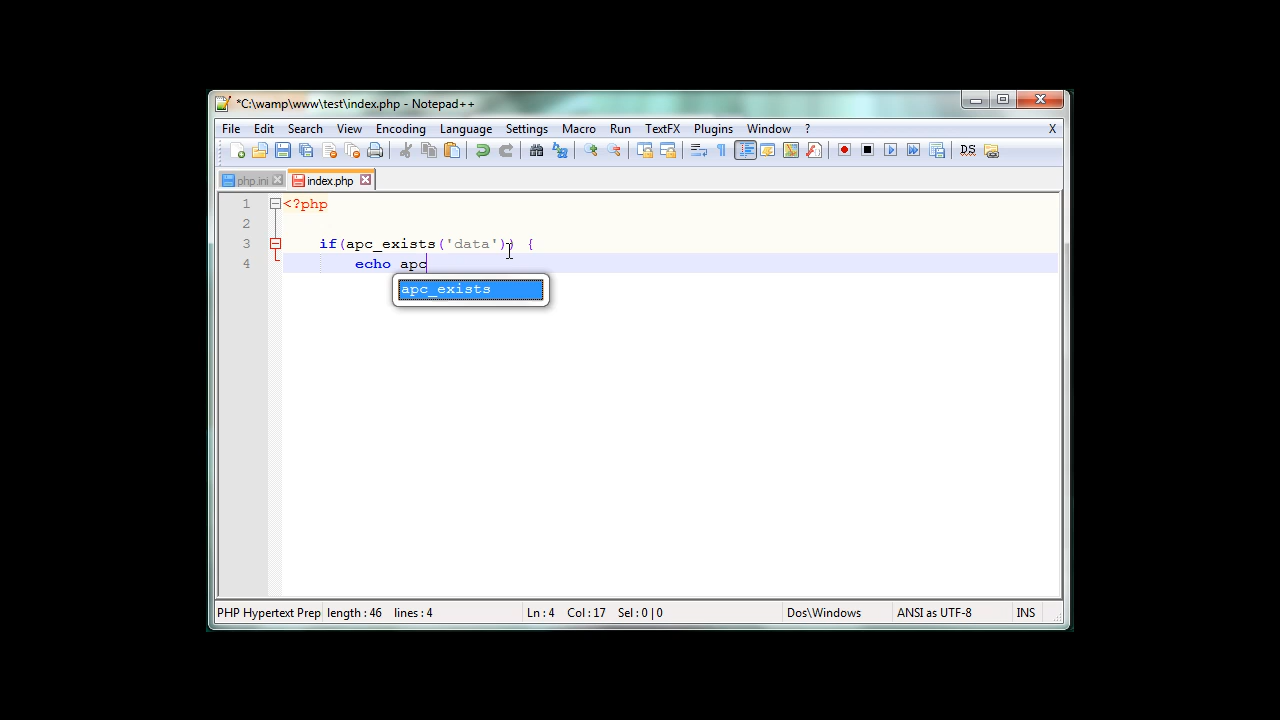 *C:\wamp\www\test\index.php - Notepad++
File Edit Search View Encoding Language Settings Macro Run TextFX Plugins Window ? X
php.ini index.php
1 <?php
2
3 if(apc_exists('data')) {
4 echo apc
apc_exists
PHP Hypertext Prep length : 46 lines : 4 Ln : 4 Col : 17 Sel : 0 | 0 Dos\Windows ANSI as UTF-8 INS